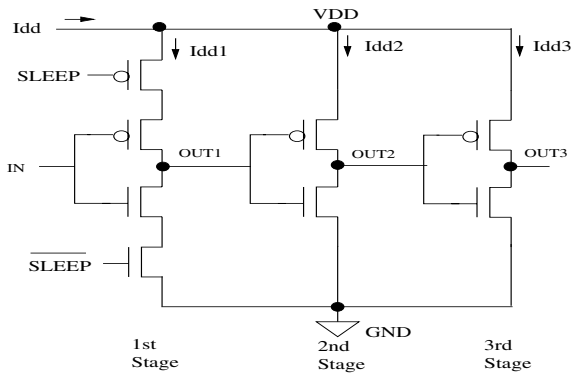 Idd
VDD
Idd1
Idd2
Idd3
SLEEP
IN
OUT1
OUT2
OUT3
SLEEP
GND
1st
Stage
2nd
Stage
3rd
Stage